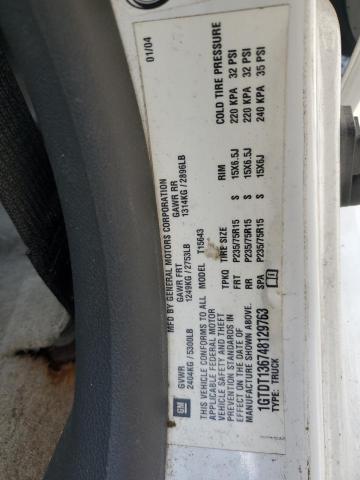 MFD BY GENERAL MOTORS CORPORATION 01/04
GM
GVWR GAWR FRT GAWR RR
2404KG / 5300LB 1249KG / 2753LB 1314KG / 2896LB
THIS VEHICLE CONFORMS TO ALL
APPLICABLE FEDERAL MOTOR
VEHICLE SAFETY AND THEFT
PREVENTION STANDARDS IN
EFFECT ON THE DATE OF
MANUFACTURE SHOWN ABOVE.
1GTDT136748129763
TYPE: TRUCK
MODEL T15643
TPKQ TIRE SIZE RIM COLD TIRE PRESSURE
FRT P235/75R15 S 15X6.5J 220 KPA 32 PSI
RR P235/75R15 S 15X6.5J 220 KPA 32 PSI
SPA P235/75R15 S 15X6J 240 KPA 35 PSI